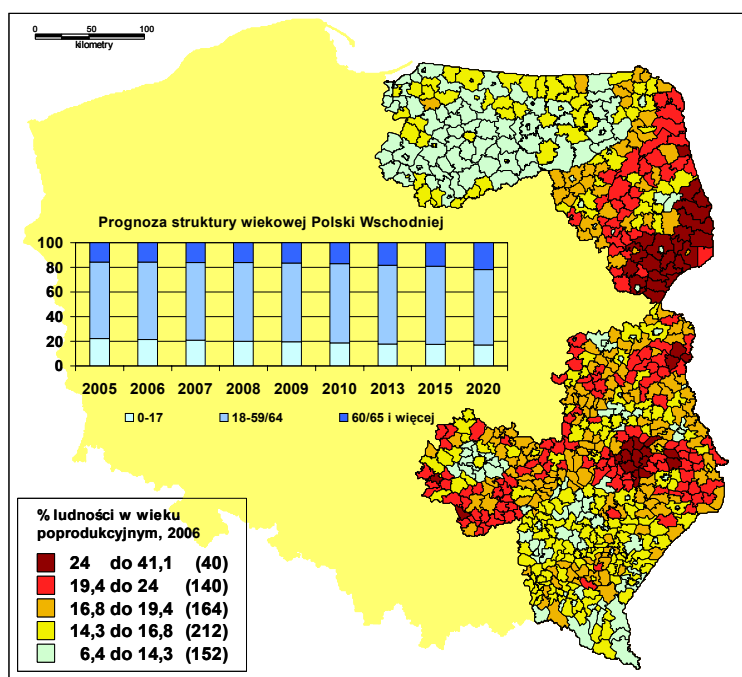 0 50 100
kilometry
Prognoza struktury wiekowej Polski Wschodniej
100
80
60
40
20
0
2005 2006 2007 2008 2009 2010 2013 2015 2020
0-17 18-59/64 60/65 i więcej
% ludności w wieku
poprodukcyjnym, 2006
24 do 41,1 (40)
19,4 do 24 (140)
16,8 do 19,4 (164)
14,3 do 16,8 (212)
6,4 do 14,3 (152)